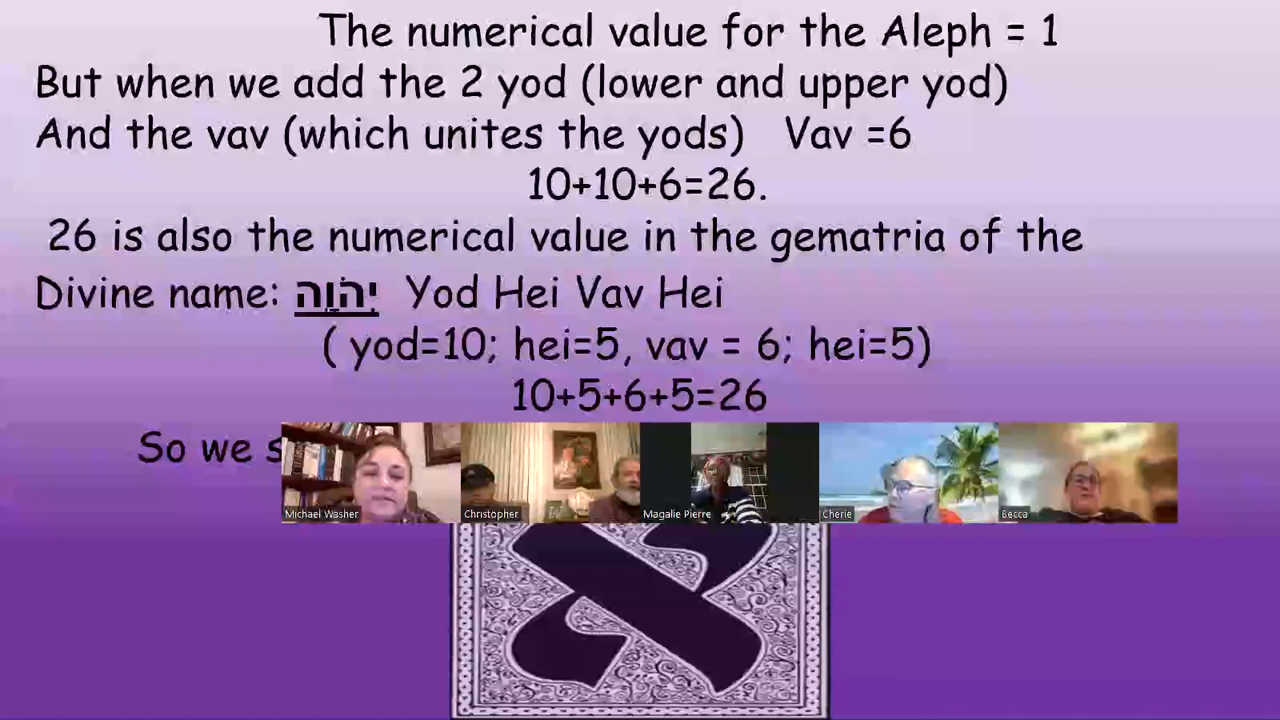 The numerical value for the Aleph = 1
But when we add the 2 yod (lower and upper yod)
And the vav (which unites the yods) Vav =6
10+10+6=26.
26 is also the numerical value in the gematria of the
Divine name: יְהֹוָה Yod Hei Vav Hei
( yod=10; hei=5, vav = 6; hei=5)
10+5+6+5=26
So we s
Michael Washer
Christopher
Magalie Pierre
Cherie
Becca
א